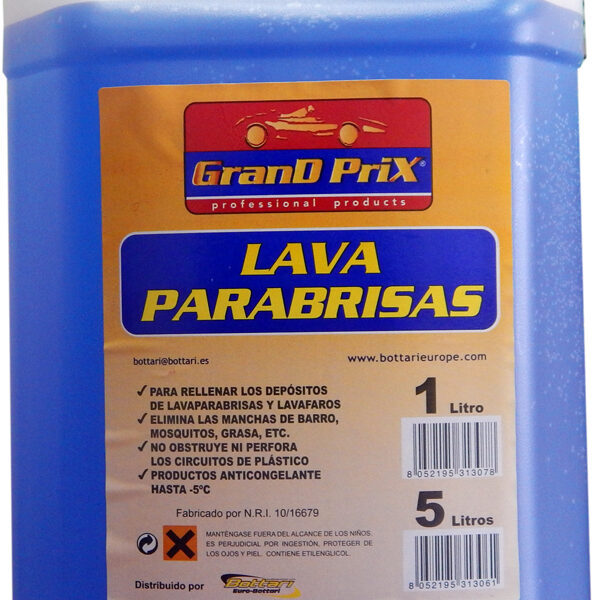 GranD PriX®
professional products
LAVA
PARABRISAS
bottari@bottari.es
www.bottarieurope.com
✓ PARA RELLENAR LOS DEPÓSITOS
DE LAVAPARABRISAS Y LAVAFAROS
✓ ELIMINA LAS MANCHAS DE BARRO,
MOSQUITOS, GRASA, ETC.
✓ NO OBSTRUYE NI PERFORA
LOS CIRCUITOS DE PLÁSTICO
✓ PRODUCTOS ANTICONGELANTE
HASTA -5ºC
1 Litro
8 052195 313078
5 Litros
8 052195 313061
Fabricado por N.R.I. 10/16679
MANTÉNGASE FUERA DEL ALCANCE DE LOS NIÑOS.
ES PERJUDICIAL POR INGESTIÓN, PROTEGER DE
LOS OJOS Y PIEL. CONTIENE ETILENGLICOL.
Distribuido por
Bottari
Euro-Bottari